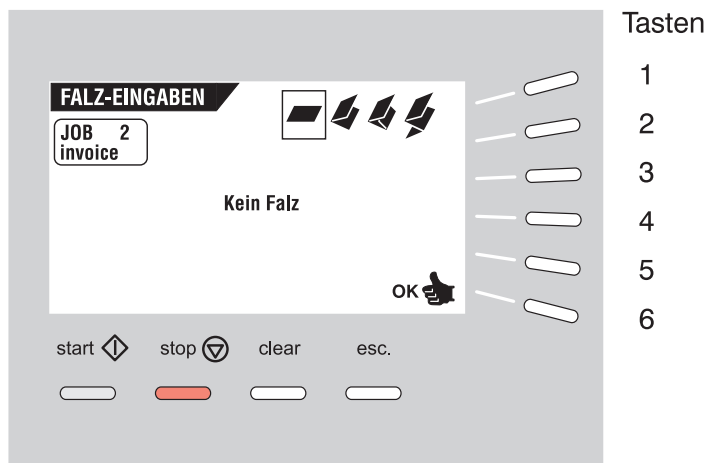 Tasten
FALZ-EINGABEN
JOB 2
invoice
Kein Falz
OK
1
2
3
4
5
6
start
stop
clear
esc.